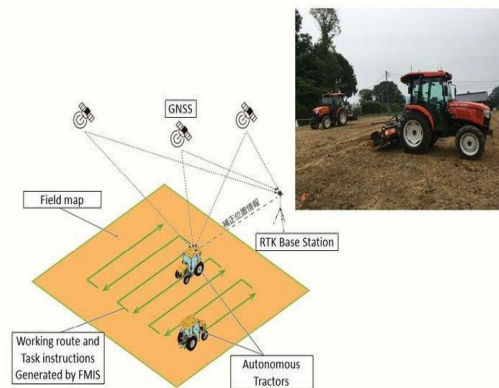 GNSS
Field map
補正位置情報
RTK Base Station
Working route and
Task instructions
Generated by FMIS
Autonomous
Tractors